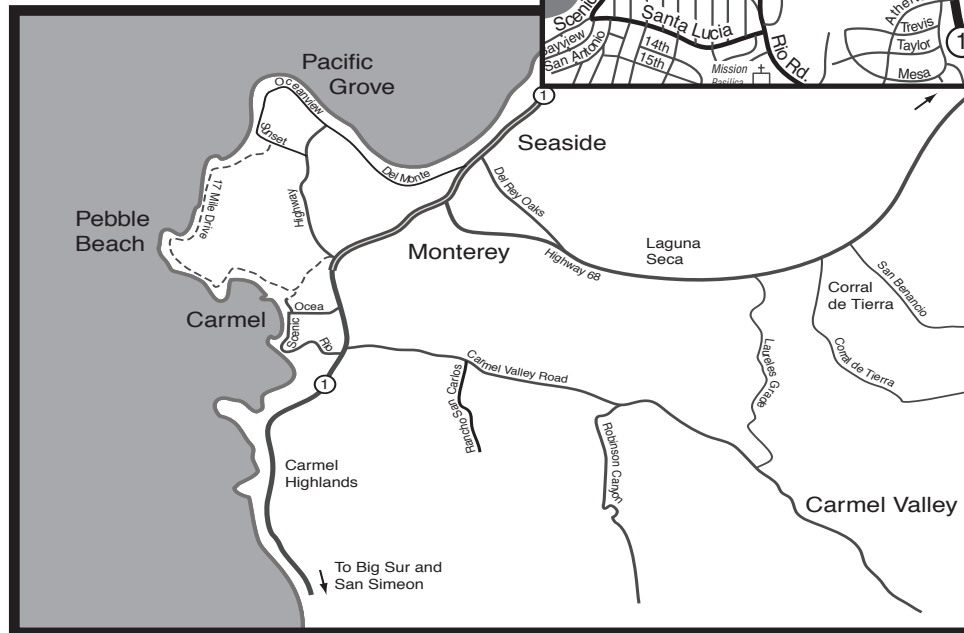 Scenic
Santa Lucia
Ather
Trevis
Taylor
Mesa
1
ayview
San Antonio
14th
15th
Mission
Rio Rd.
Pacific
Grove
Oceanview
Sunset
1
Seaside
Del Monte
Del Rey Oaks
17 Mile Drive
Highway
Pebble
Beach
Monterey
Highway 68
Laguna
Seca
San Benancio
Corral
de Tierra
Carmel
Ocea
Scenic
Rio
Laureles Grade
Corral de Tierra
Carmel Valley Road
1
Rancho San Carlos
Robinson Canyon
Carmel
Highlands
Carmel Valley
To Big Sur and
San Simeon